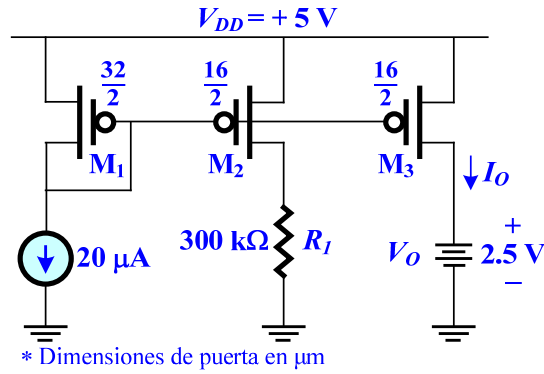 V_DD = + 5 V
32/2
16/2
16/2
M₁
M₂
M₃
I_O
20 µA
300 kΩ
R₁
V_O
+
2.5 V
−
* Dimensiones de puerta en µm